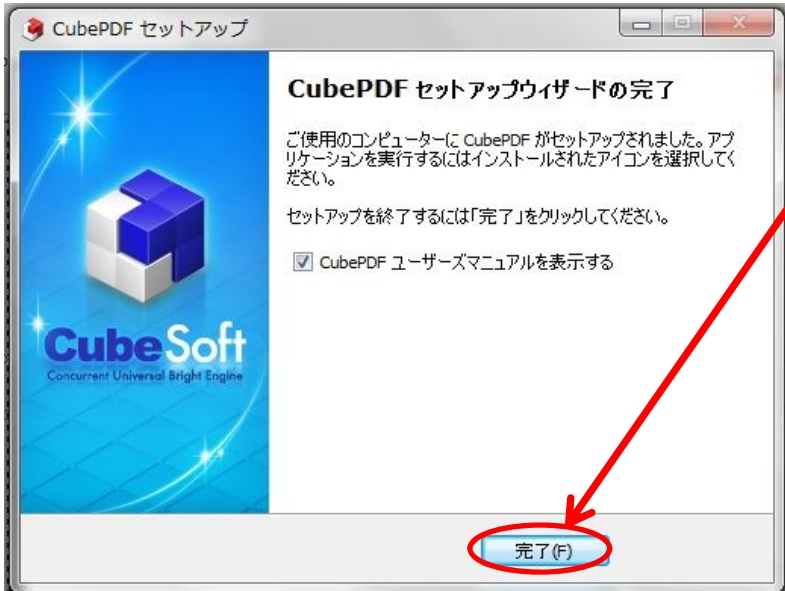 CubePDF セットアップ
CubePDF セットアップウィザードの完了
ご使用のコンピューターに CubePDF がセットアップされました。アプ
リケーションを実行するにはインストールされたアイコンを選択してく
ださい。
セットアップを終了するには「完了」をクリックしてください。
CubePDF ユーザーズマニュアルを表示する
CubeSoft
Concurrent Universal Bright Engine
完了(F)